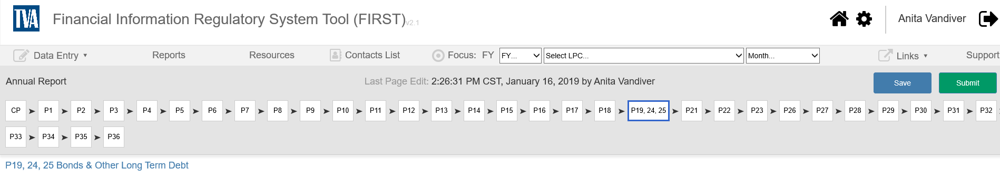 TVA Financial Information Regulatory System Tool (FIRST)v2.1 Anita Vandiver
Data Entry Reports Resources Contacts List Focus: FY FY... Select LPC... Month... Links Support
Annual Report Last Page Edit: 2:26:31 PM CST, January 16, 2019 by Anita Vandiver Save Submit
CP P1 P2 P3 P4 P5 P6 P7 P8 P9 P10 P11 P12 P13 P14 P15 P16 P17 P18 P19, 24, 25 P21 P22 P23 P26 P27 P28 P29 P30 P31 P32
P33 P34 P35 P36
P19, 24, 25 Bonds & Other Long Term Debt